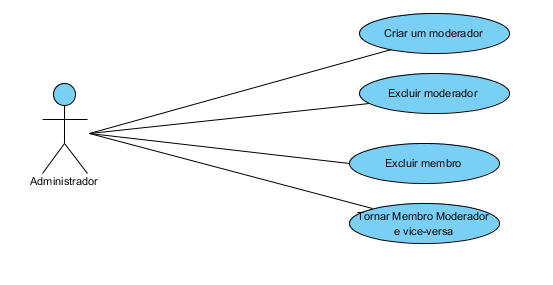 Criar um moderador
Excluir moderador
Administrador
Excluir membro
Tornar Membro Moderador
e vice-versa